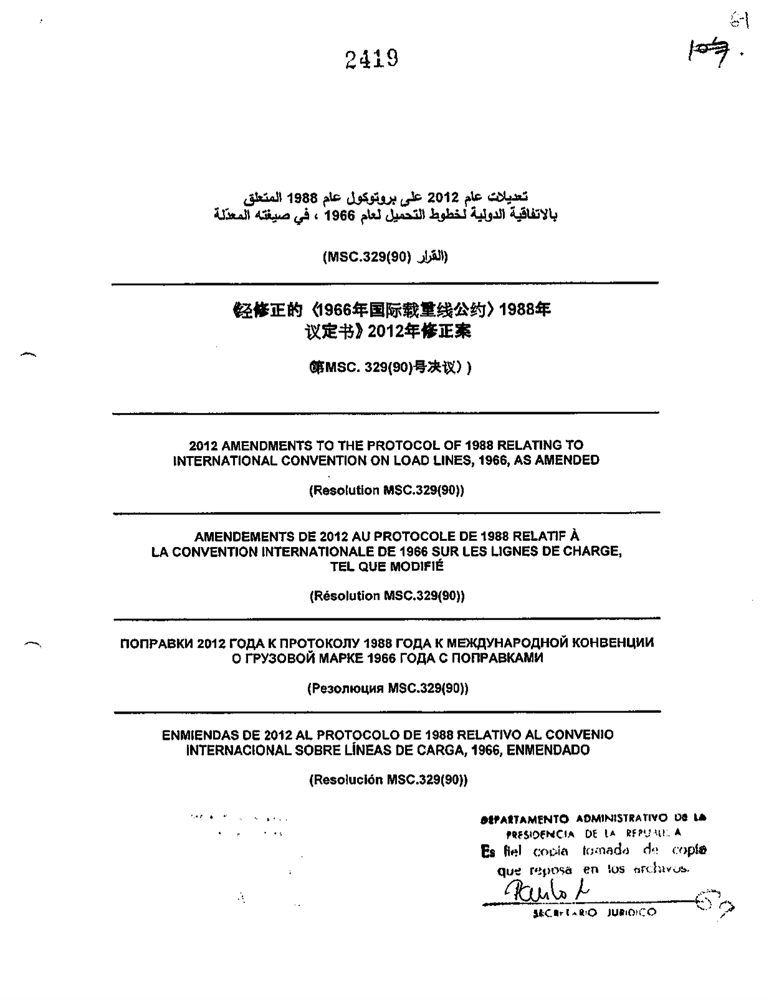 61
2419
تعديلات عام 2012 على بروتوكول عام 1988 المتعلق
بالاتفاقية الدولية لخطوط التحميل لعام 1966 ، في صيغته المعدّلة
(القرار MSC.329(90))
《经修正的〈1966年国际载重线公约〉1988年
议定书》2012年修正案
(第MSC. 329(90)号决议））
2012 AMENDMENTS TO THE PROTOCOL OF 1988 RELATING TO
INTERNATIONAL CONVENTION ON LOAD LINES, 1966, AS AMENDED
(Resolution MSC.329(90))
AMENDEMENTS DE 2012 AU PROTOCOLE DE 1988 RELATIF À
LA CONVENTION INTERNATIONALE DE 1966 SUR LES LIGNES DE CHARGE,
TEL QUE MODIFIÉ
(Résolution MSC.329(90))
ПОПРАВКИ 2012 ГОДА К ПРОТОКОЛУ 1988 ГОДА К МЕЖДУНАРОДНОЙ КОНВЕНЦИИ
О ГРУЗОВОЙ МАРКЕ 1966 ГОДА С ПОПРАВКАМИ
(Резолюция MSC.329(90))
ENMIENDAS DE 2012 AL PROTOCOLO DE 1988 RELATIVO AL CONVENIO
INTERNACIONAL SOBRE LÍNEAS DE CARGA, 1966, ENMENDADO
(Resolución MSC.329(90))
DEPARTAMENTO ADMINISTRATIVO DE LA
PRESIDENCIA DE LA REPUBLICA
Es fiel copia tomada de copia
que reposa en los archivos.
SECRETARIO JURIDICO